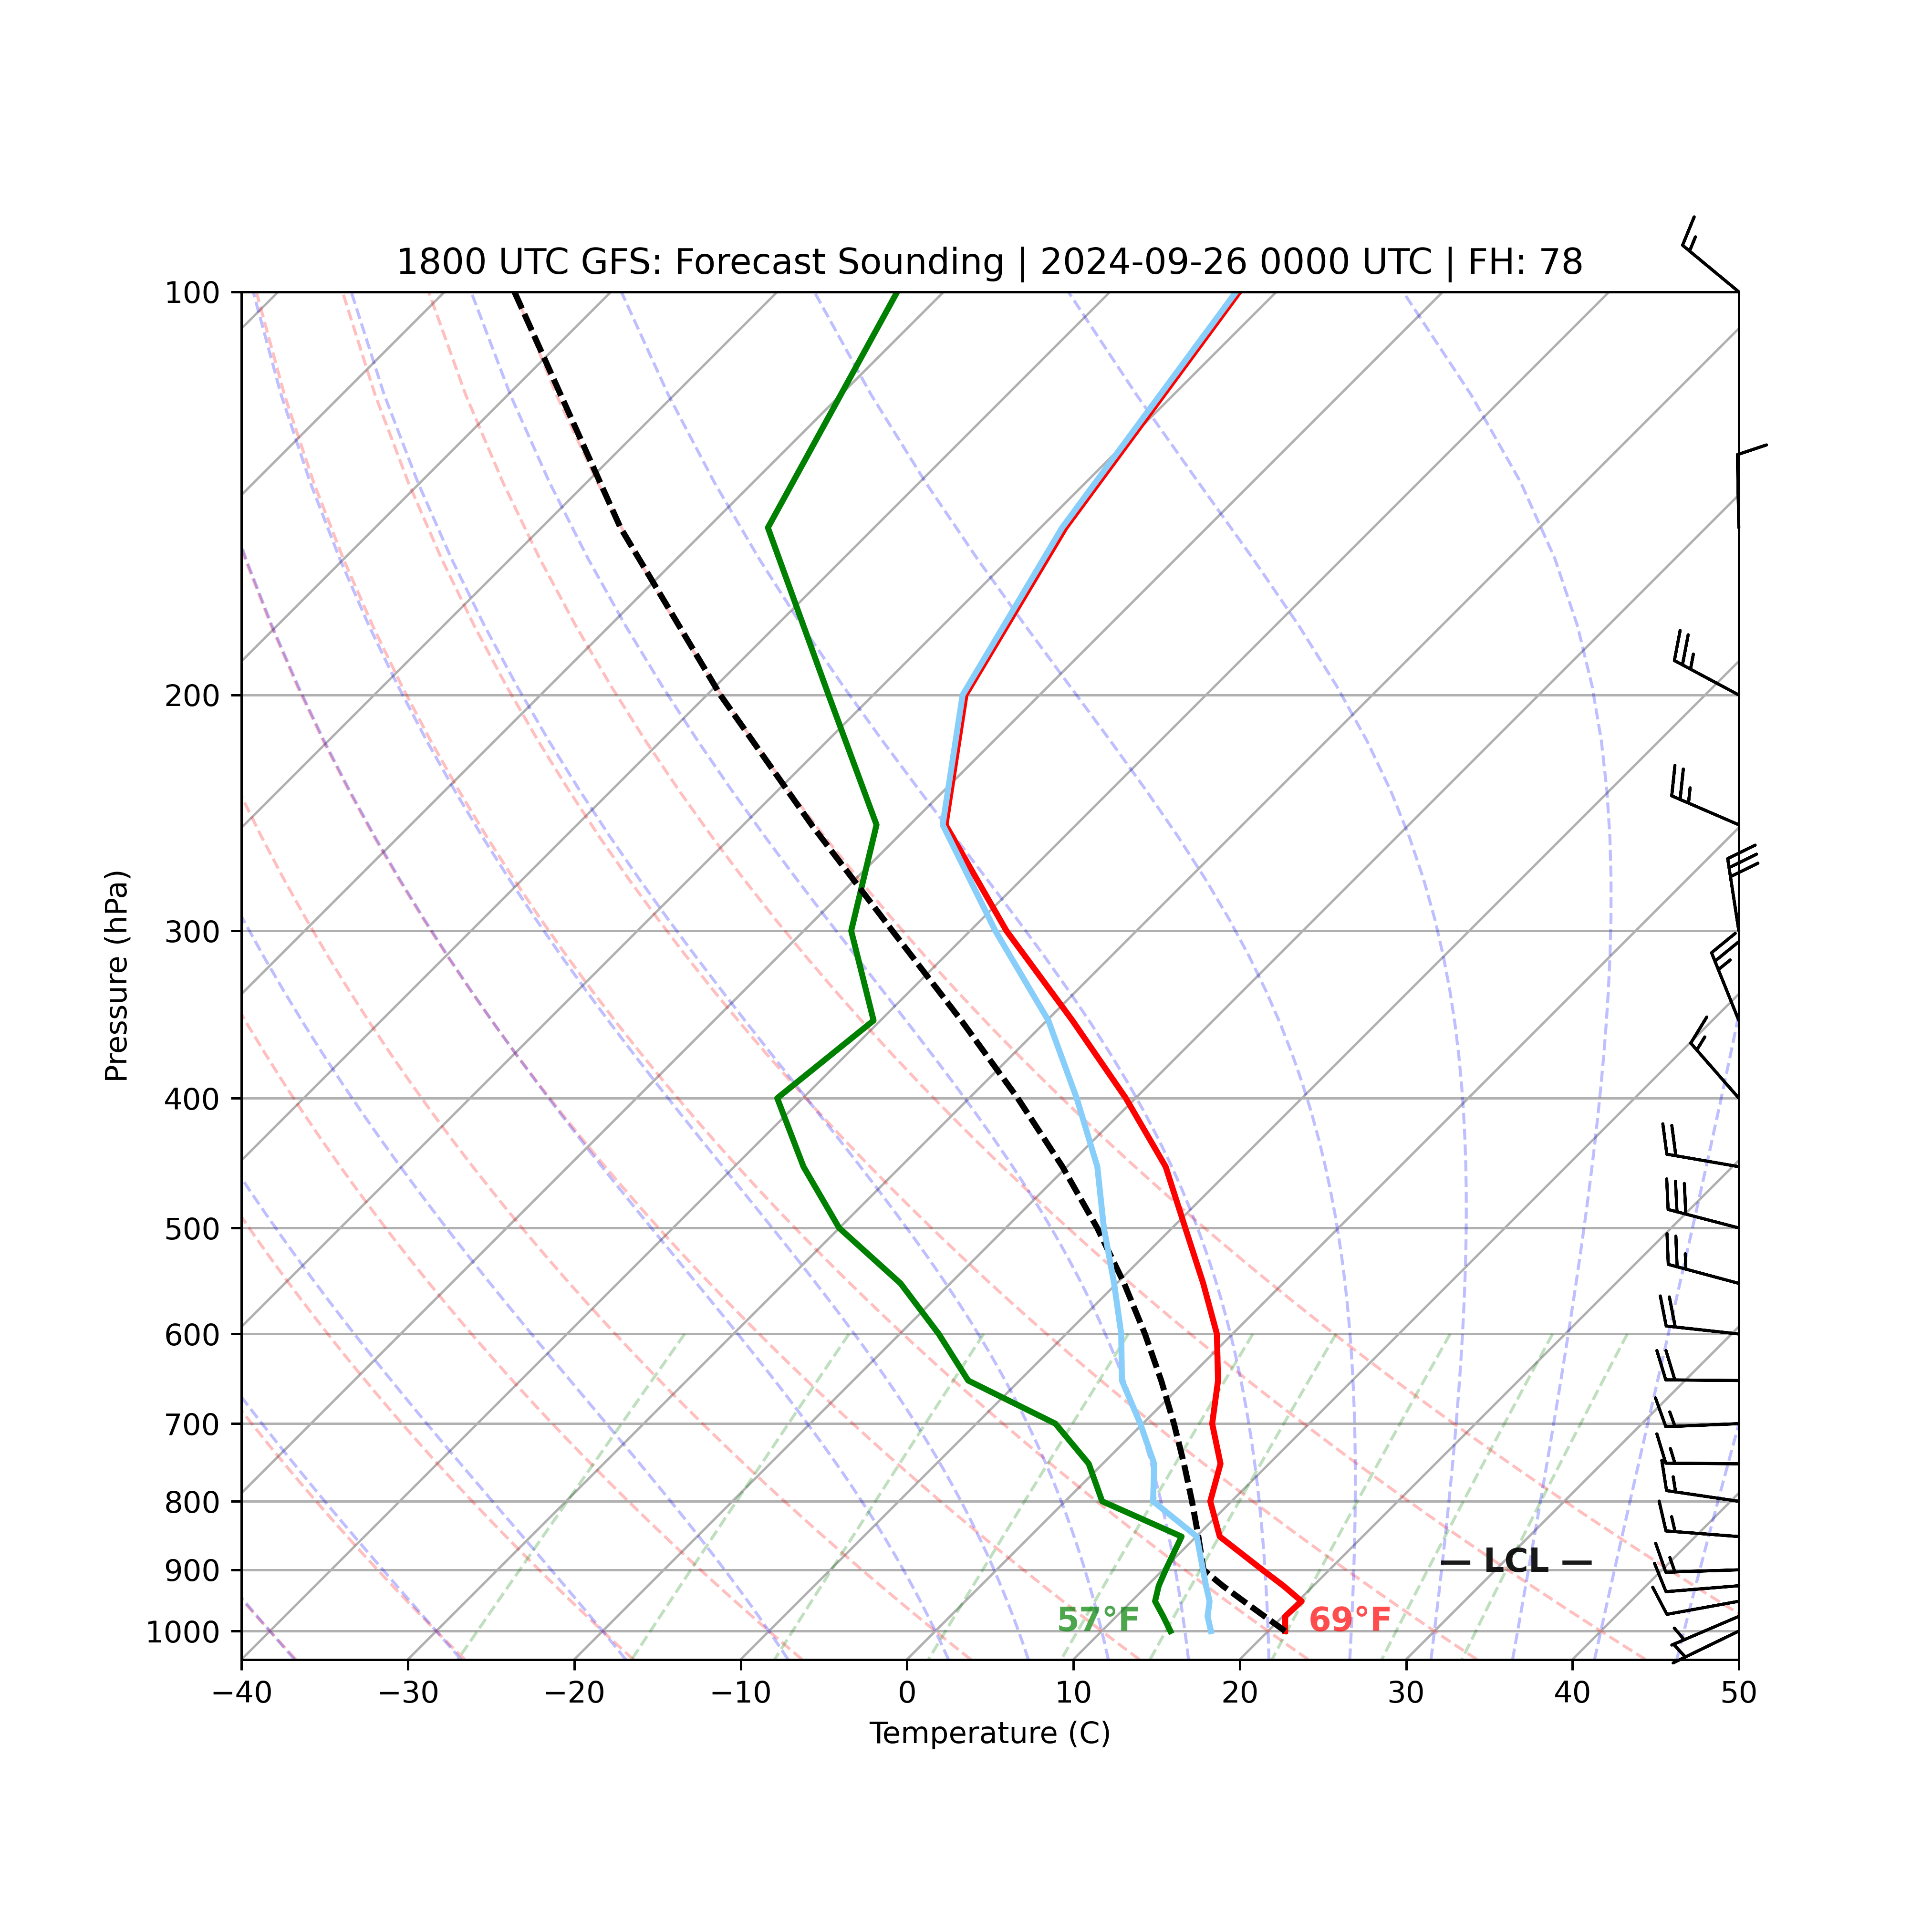 1800 UTC GFS: Forecast Sounding | 2024-09-26 0000 UTC | FH: 78
100
200
300
400
500
600
700
800
900
1000
Pressure (hPa)
— LCL —
57°F
69°F
−40 −30 −20 −10 0 10 20 30 40 50
Temperature (C)